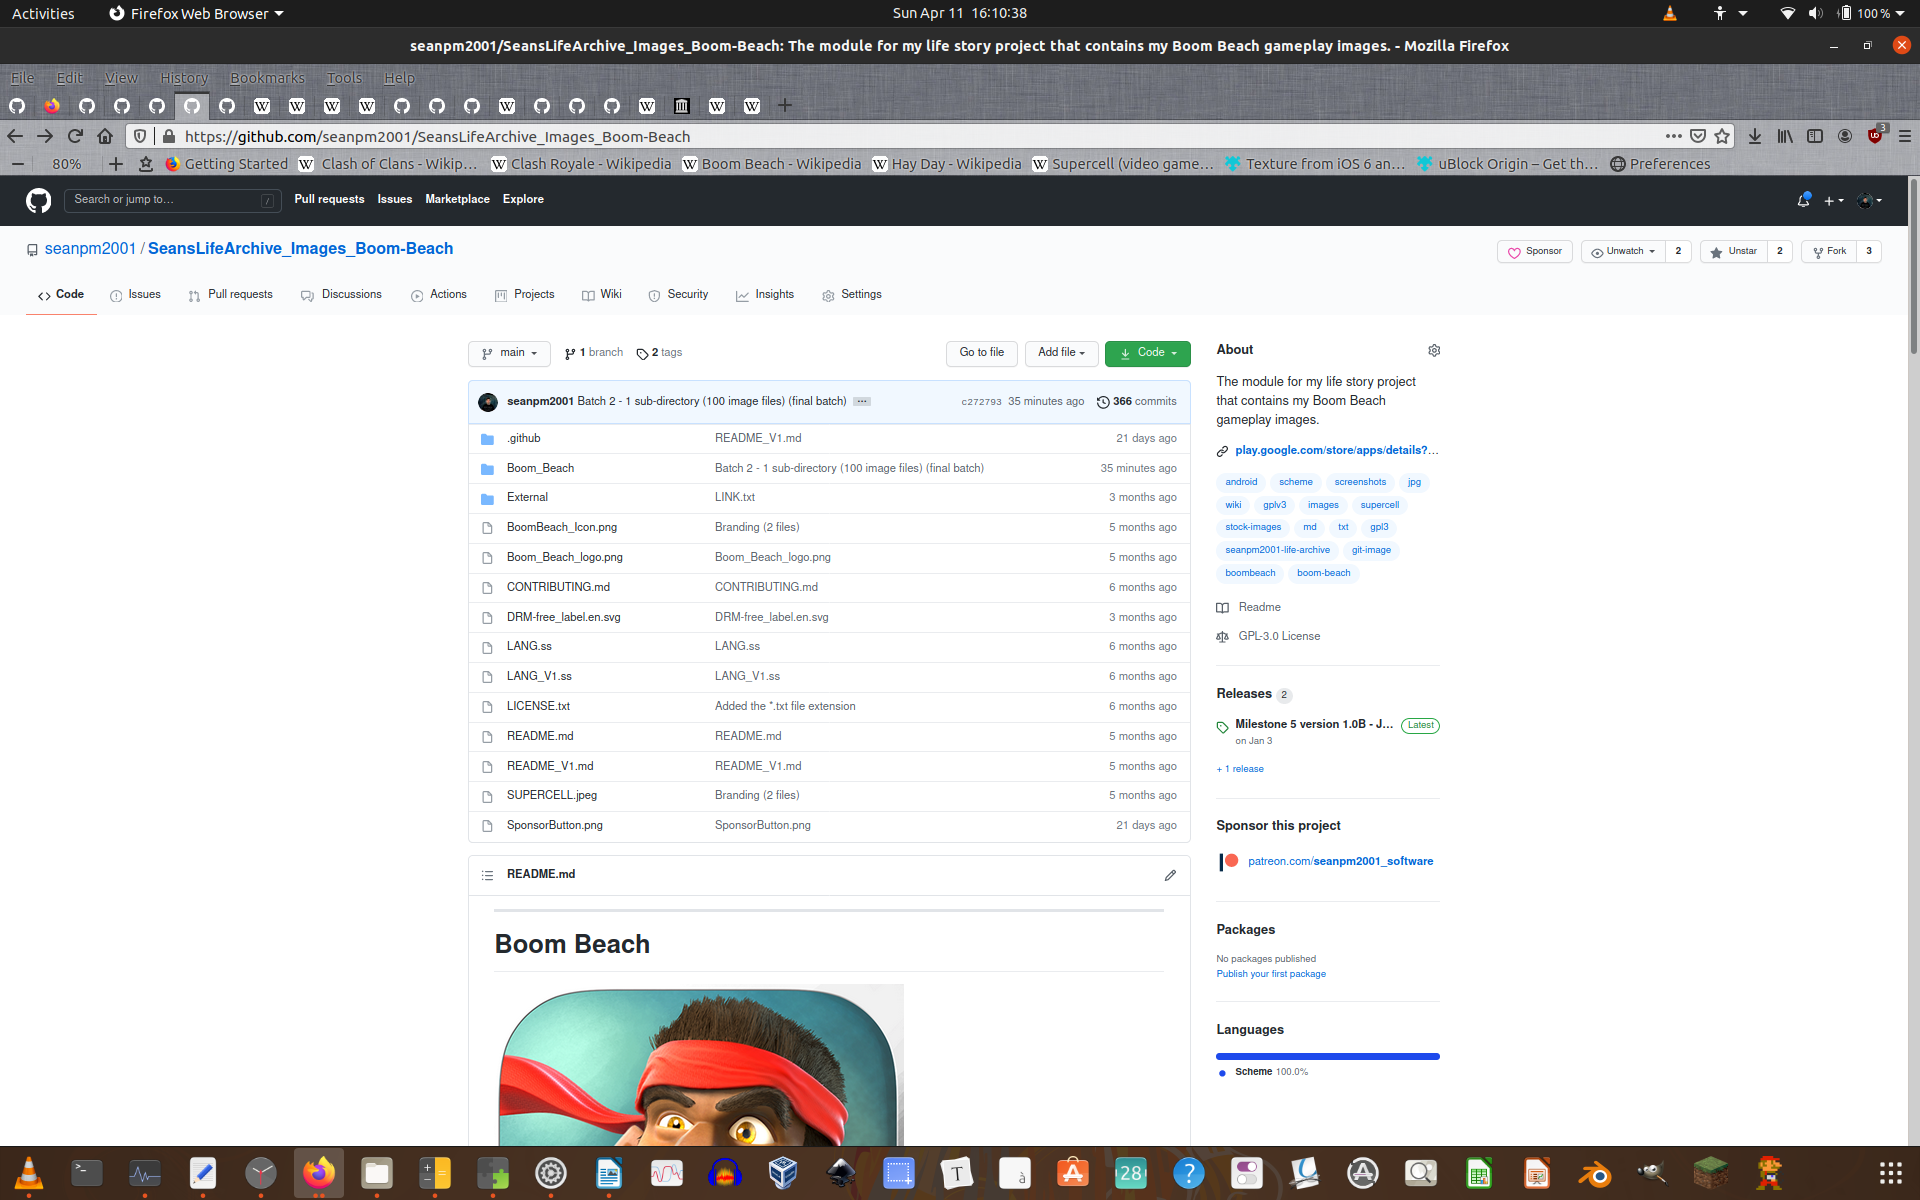 Activities Firefox Web Browser Sun Apr 11 16:10:38 100 %
seanpm2001/SeansLifeArchive_Images_Boom-Beach: The module for my life story project that contains my Boom Beach gameplay images. - Mozilla Firefox
File Edit View History Bookmarks Tools Help
https://github.com/seanpm2001/SeansLifeArchive_Images_Boom-Beach 3
80% Getting Started Clash of Clans - Wikip… Clash Royale - Wikipedia Boom Beach - Wikipedia Hay Day - Wikipedia Supercell (video game… Texture from iOS 6 an… uBlock Origin – Get th… Preferences
Search or jump to… / Pull requests Issues Marketplace Explore
seanpm2001 / SeansLifeArchive_Images_Boom-Beach Sponsor Unwatch 2 Unstar 2 Fork 3
Code Issues Pull requests Discussions Actions Projects Wiki Security Insights Settings
main 1 branch 2 tags Go to file Add file Code
seanpm2001 Batch 2 - 1 sub-directory (100 image files) (final batch) ... c272793 35 minutes ago 366 commits
.github README_V1.md 21 days ago
Boom_Beach Batch 2 - 1 sub-directory (100 image files) (final batch) 35 minutes ago
External LINK.txt 3 months ago
BoomBeach_Icon.png Branding (2 files) 5 months ago
Boom_Beach_logo.png Boom_Beach_logo.png 5 months ago
CONTRIBUTING.md CONTRIBUTING.md 6 months ago
DRM-free_label.en.svg DRM-free_label.en.svg 3 months ago
LANG.ss LANG.ss 6 months ago
LANG_V1.ss LANG_V1.ss 6 months ago
LICENSE.txt Added the *.txt file extension 6 months ago
README.md README.md 5 months ago
README_V1.md README_V1.md 5 months ago
SUPERCELL.jpeg Branding (2 files) 5 months ago
SponsorButton.png SponsorButton.png 21 days ago
README.md
Boom Beach
About
The module for my life story project
that contains my Boom Beach
gameplay images.
play.google.com/store/apps/details?…
android scheme screenshots jpg
wiki gplv3 images supercell
stock-images md txt gpl3
seanpm2001-life-archive git-image
boombeach boom-beach
Readme
GPL-3.0 License
Releases 2
Milestone 5 version 1.0B - J… Latest
on Jan 3
+ 1 release
Sponsor this project
patreon.com/seanpm2001_software
Packages
No packages published
Publish your first package
Languages
Scheme 100.0%